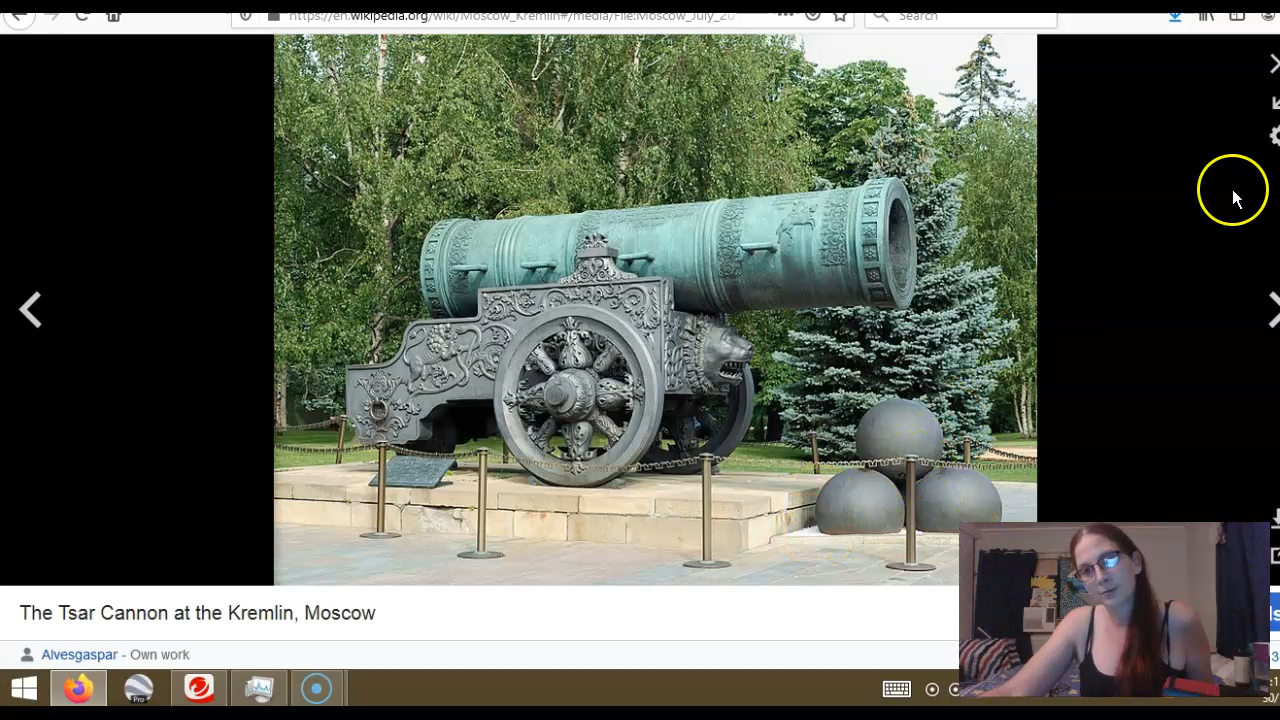 https://en.wikipedia.org/wiki/Moscow_Kremlin#/media/File:Moscow_July_20
Search
The Tsar Cannon at the Kremlin, Moscow
Alvesgaspar - Own work
Pro